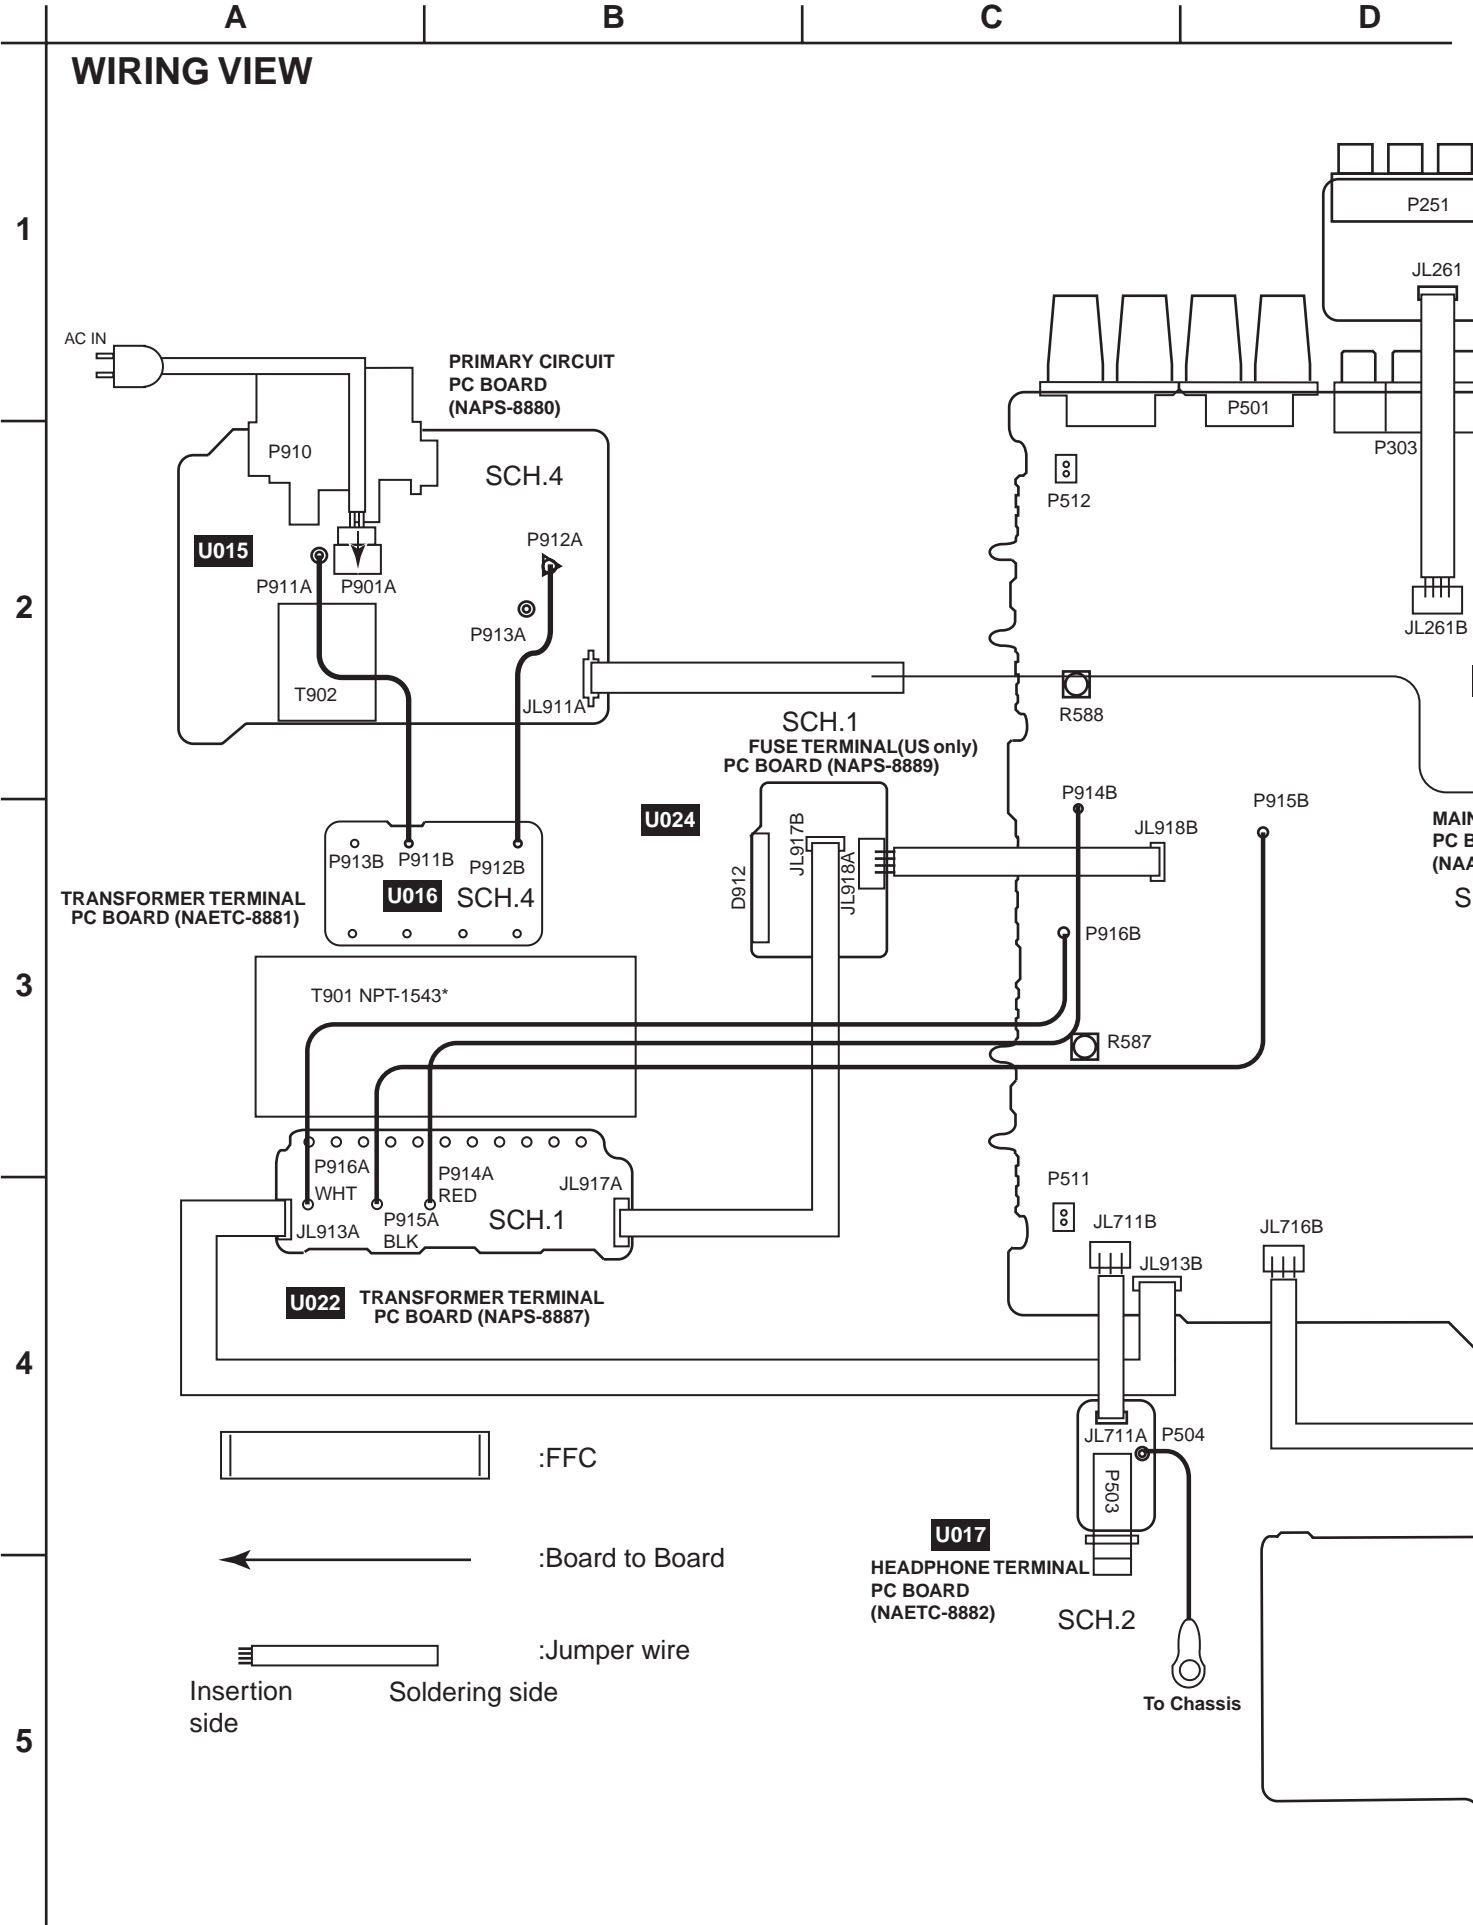 A
B
C
D
WIRING VIEW
1
P251
JL261
AC IN
PRIMARY CIRCUIT
PC BOARD
(NAPS-8880)
P501
P910
P303
SCH.4
P512
U015
P912A
P911A
P901A
2
P913A
JL261B
T902
JL911A
R588
SCH.1
FUSE TERMINAL(US only)
PC BOARD (NAPS-8889)
P914B
P915B
U024
JL917B
JL918B
P913B
P911B
P912B
D912
JL918A
U016
SCH.4
TRANSFORMER TERMINAL
PC BOARD (NAETC-8881)
P916B
3
T901 NPT-1543*
R587
P916A
WHT
P914A
RED
JL917A
P511
JL913A
P915A
BLK
SCH.1
JL711B
JL716B
JL913B
U022
TRANSFORMER TERMINAL
PC BOARD (NAPS-8887)
4
JL711A
P504
:FFC
P503
U017
:Board to Board
HEADPHONE TERMINAL
PC BOARD
(NAETC-8882)
SCH.2
:Jumper wire
Insertion
side
Soldering side
To Chassis
5